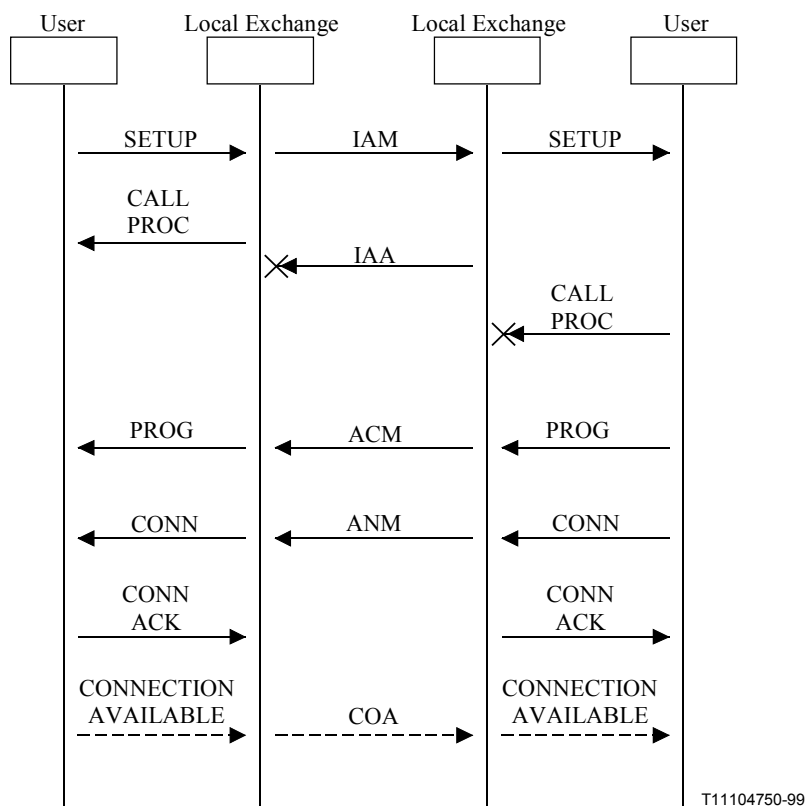 User
Local Exchange
Local Exchange
User
SETUP
IAM
SETUP
CALL
PROC
IAA
CALL
PROC
PROG
ACM
PROG
CONN
ANM
CONN
CONN
ACK
CONN
ACK
CONNECTION
AVAILABLE
COA
CONNECTION
AVAILABLE
T11104750-99